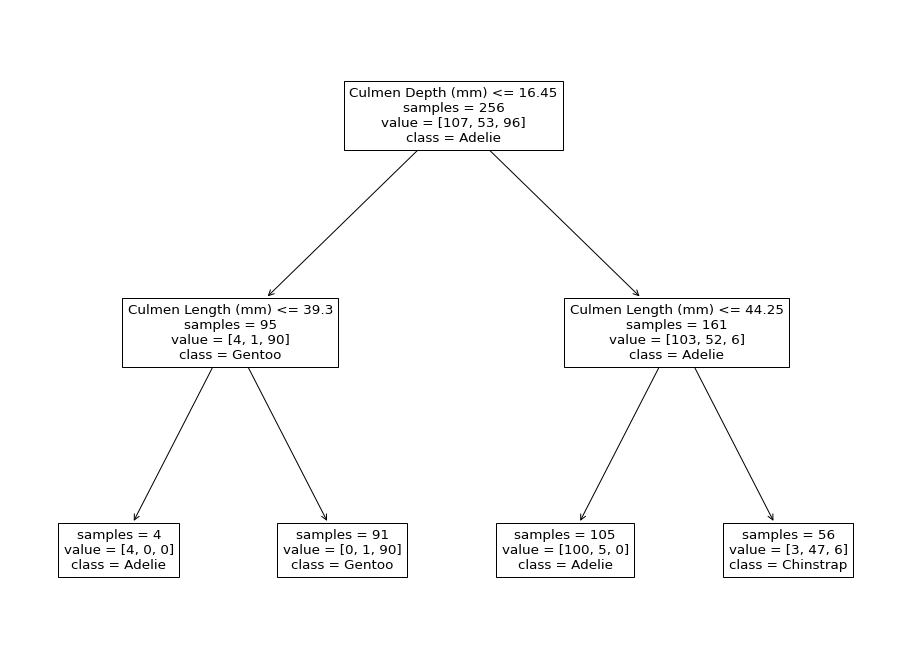 Culmen Depth (mm) <= 16.45
samples = 256
value = [107, 53, 96]
class = Adelie
Culmen Length (mm) <= 39.3
samples = 95
value = [4, 1, 90]
class = Gentoo
Culmen Length (mm) <= 44.25
samples = 161
value = [103, 52, 6]
class = Adelie
samples = 4
value = [4, 0, 0]
class = Adelie
samples = 91
value = [0, 1, 90]
class = Gentoo
samples = 105
value = [100, 5, 0]
class = Adelie
samples = 56
value = [3, 47, 6]
class = Chinstrap